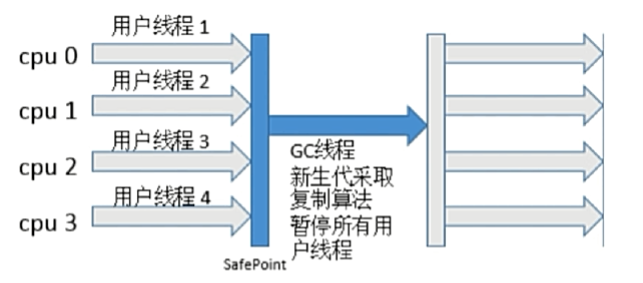 用户线程 1
cpu 0
用户线程 2
cpu 1
用户线程 3
cpu 2
用户线程 4
cpu 3
GC线程
新生代采取
复制算法
暂停所有用
户线程
SafePoint